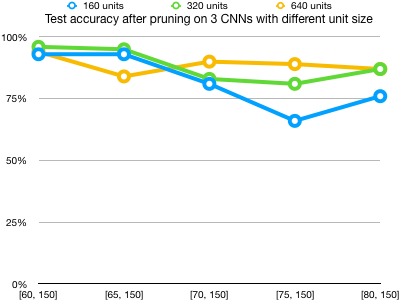 160 units 320 units 640 units
Test accuracy after pruning on 3 CNNs with different unit size
100%
75%
50%
25%
0%
[60, 150] [65, 150] [70, 150] [75, 150] [80, 150]